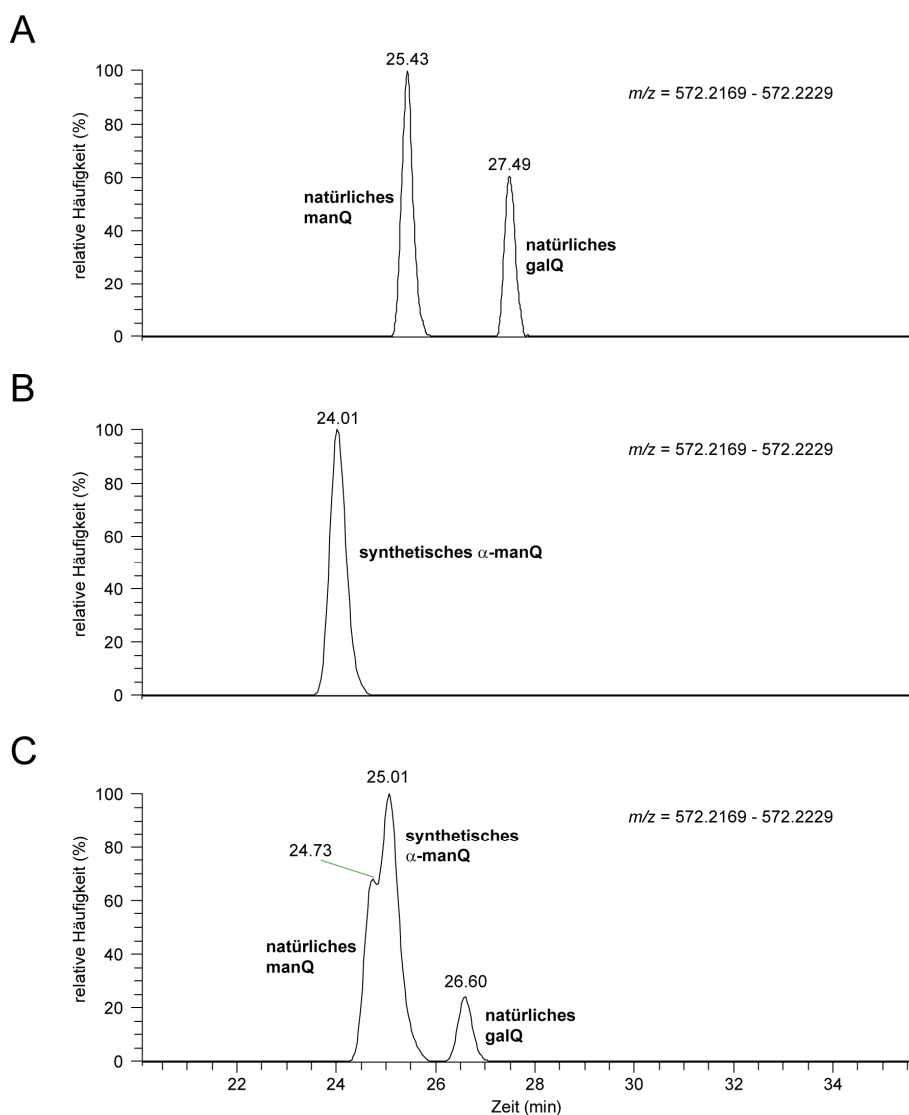 A
25.43
100
m/z = 572.2169 - 572.2229
80
27.49
60
natürliches
manQ
40
natürliches
galQ
20
0
relative Häufigkeit (%)
B
24.01
100
m/z = 572.2169 - 572.2229
80
60
synthetisches α-manQ
40
20
0
relative Häufigkeit (%)
C
25.01
100
m/z = 572.2169 - 572.2229
synthetisches
α-manQ
80
24.73
60
natürliches
manQ
40
26.60
20
natürliches
galQ
0
relative Häufigkeit (%)
22 24 26 28 30 32 34
Zeit (min)